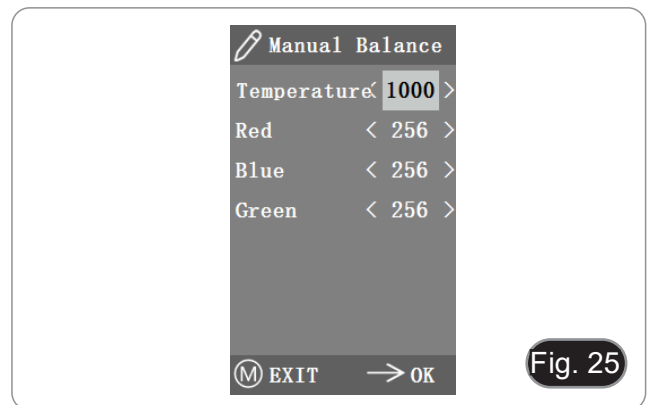 Manual Balance
Temperature< 1000 >
Red < 256 >
Blue < 256 >
Green < 256 >
M EXIT → OK
Fig. 25